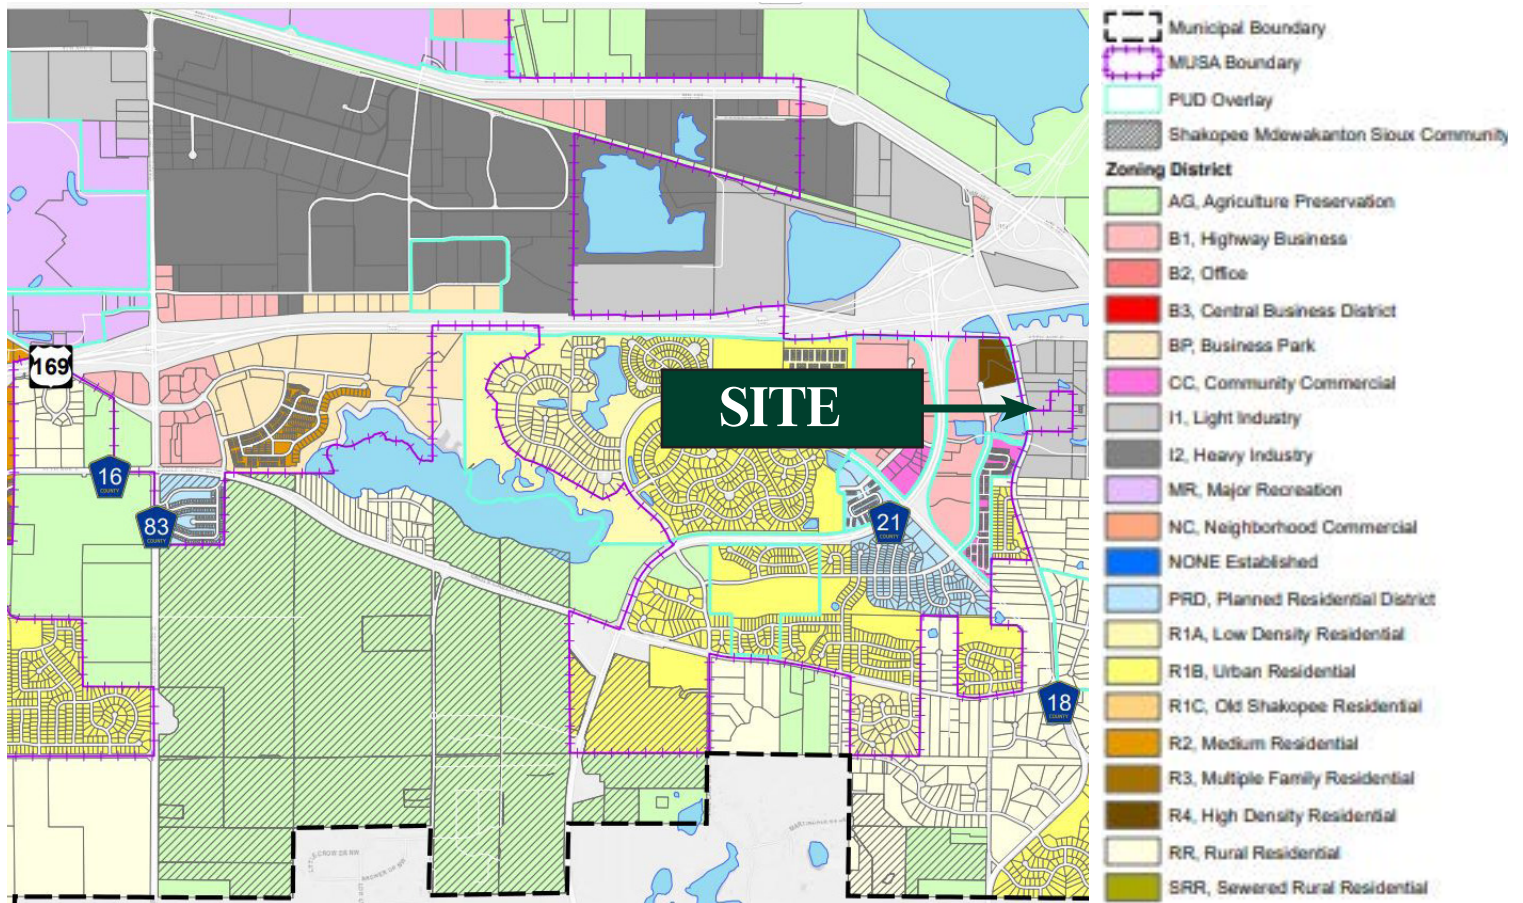 169
SITE
16
COUNTY
83
COUNTY
21
COUNTY
18
COUNTY
Municipal Boundary
MUSA Boundary
PUD Overlay
Shakopee Mdewakanton Sioux Community
Zoning District
AG, Agriculture Preservation
B1, Highway Business
B2, Office
B3, Central Business District
BP, Business Park
CC, Community Commercial
I1, Light Industry
I2, Heavy Industry
MR, Major Recreation
NC, Neighborhood Commercial
NONE Established
PRD, Planned Residential District
R1A, Low Density Residential
R1B, Urban Residential
R1C, Old Shakopee Residential
R2, Medium Residential
R3, Multiple Family Residential
R4, High Density Residential
RR, Rural Residential
SRR, Sewered Rural Residential